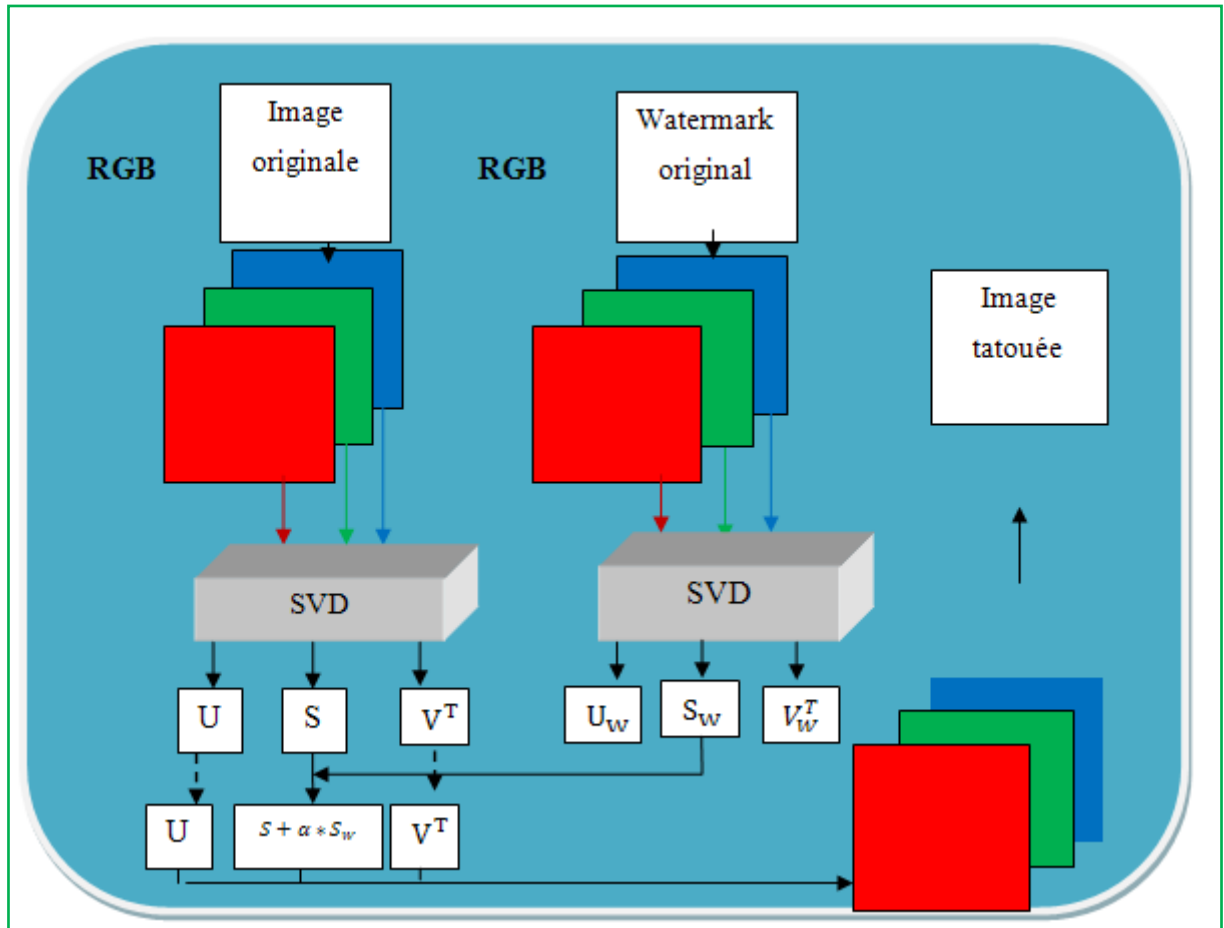 Image
originale
RGB
Watermark
original
RGB
Image
tatouée
SVD
SVD
U
S
Vᵀ
U_W
S_W
V_W^T
U
S + α * S_w
Vᵀ